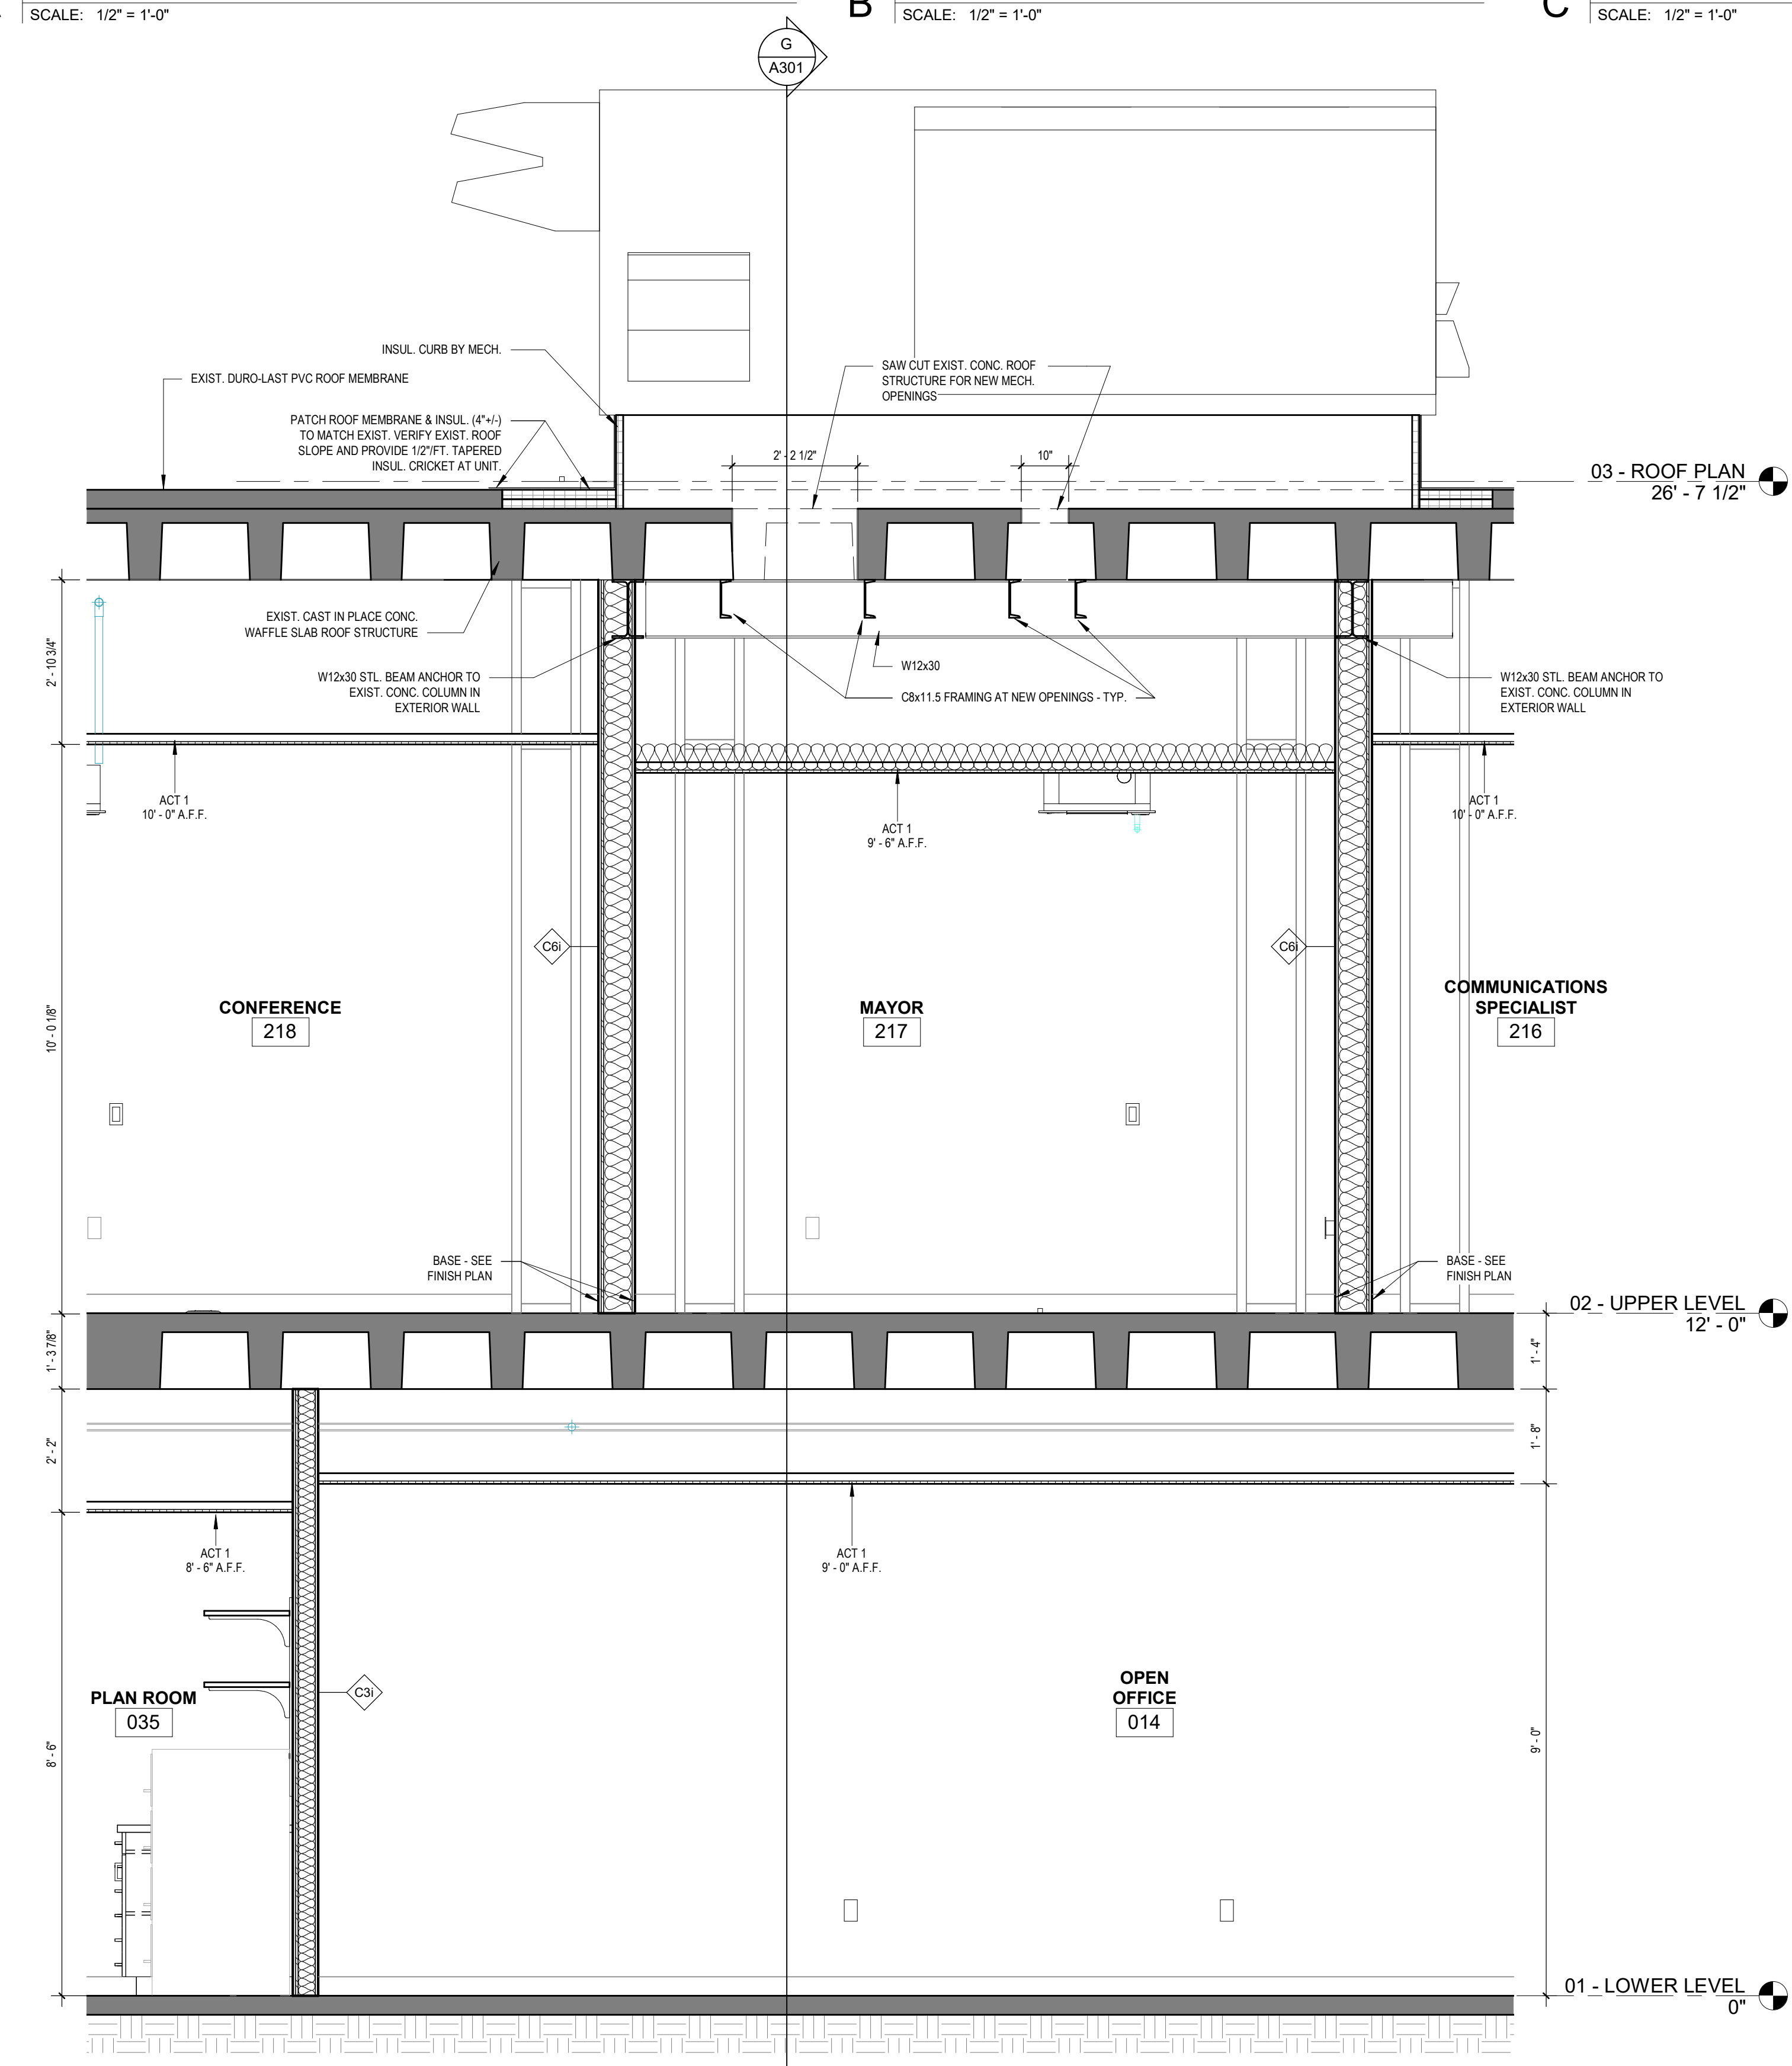 SCALE: 1/2" = 1'-0"
B
SCALE: 1/2" = 1'-0"
C
SCALE: 1/2" = 1'-0"
G
A301
INSUL. CURB BY MECH.
EXIST. DURO-LAST PVC ROOF MEMBRANE
PATCH ROOF MEMBRANE & INSUL. (4"+/-)
TO MATCH EXIST. VERIFY EXIST. ROOF
SLOPE AND PROVIDE 1/2"/FT. TAPERED
INSUL. CRICKET AT UNIT.
SAW CUT EXIST. CONC. ROOF
STRUCTURE FOR NEW MECH.
OPENINGS
2' - 2 1/2"
10"
03 - ROOF PLAN
26' - 7 1/2"
EXIST. CAST IN PLACE CONC.
WAFFLE SLAB ROOF STRUCTURE
W12x30 STL. BEAM ANCHOR TO
EXIST. CONC. COLUMN IN
EXTERIOR WALL
W12x30
C8x11.5 FRAMING AT NEW OPENINGS - TYP.
W12x30 STL. BEAM ANCHOR TO
EXIST. CONC. COLUMN IN
EXTERIOR WALL
2' - 10 3/4"
ACT 1
10' - 0" A.F.F.
ACT 1
9' - 6" A.F.F.
ACT 1
10' - 0" A.F.F.
C6i
C6i
10' - 0 1/8"
CONFERENCE
218
MAYOR
217
COMMUNICATIONS
SPECIALIST
216
BASE - SEE
FINISH PLAN
BASE - SEE
FINISH PLAN
02 - UPPER LEVEL
12' - 0"
1' - 3 7/8"
1' - 4"
2' - 2"
1' - 8"
ACT 1
8' - 6" A.F.F.
ACT 1
9' - 0" A.F.F.
PLAN ROOM
035
C3i
OPEN
OFFICE
014
8' - 6"
9' - 0"
01 - LOWER LEVEL
0"